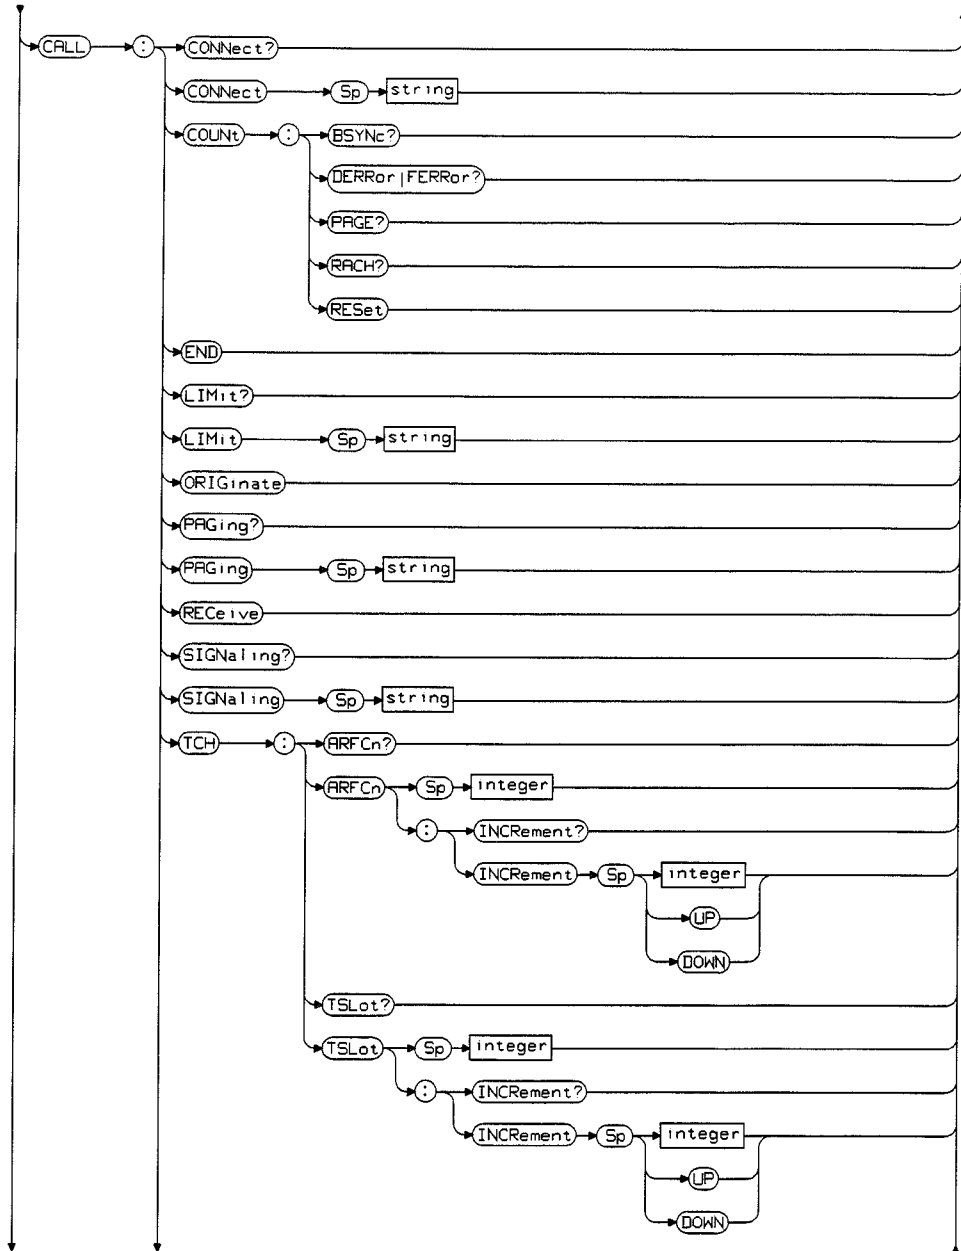 CALL : CONNect?
CONNect Sp string
COUNt : BSYNc?
DERRor|FERRor?
PAGE?
RACH?
RESet
END
LIMit?
LIMit Sp string
ORIGinate
PAGing?
PAGing Sp string
RECeive
SIGNaling?
SIGNaling Sp string
TCH : ARFCn?
ARFCn Sp integer
: INCRement?
INCRement Sp integer
UP
DOWN
TSLot?
TSLot Sp integer
: INCRement?
INCRement Sp integer
UP
DOWN